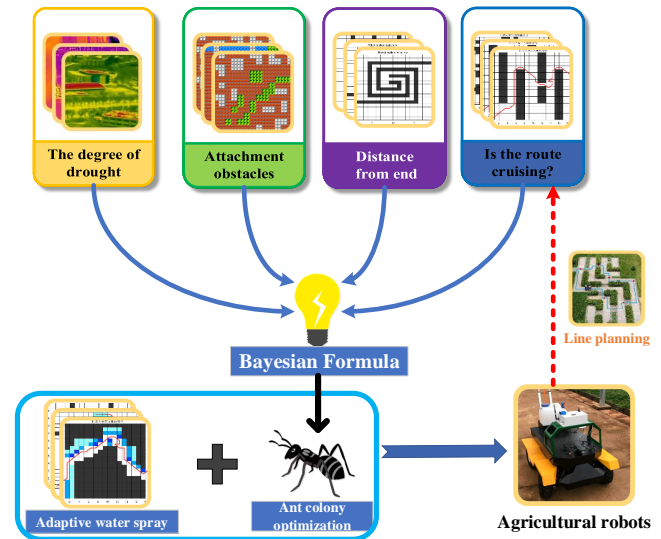 The degree of
drought
Attachment
obstacles
Distance
from end
Is the route
cruising?
Line planning
Bayesian Formula
Adaptive water spray
Ant colony
optimization
Agricultural robots